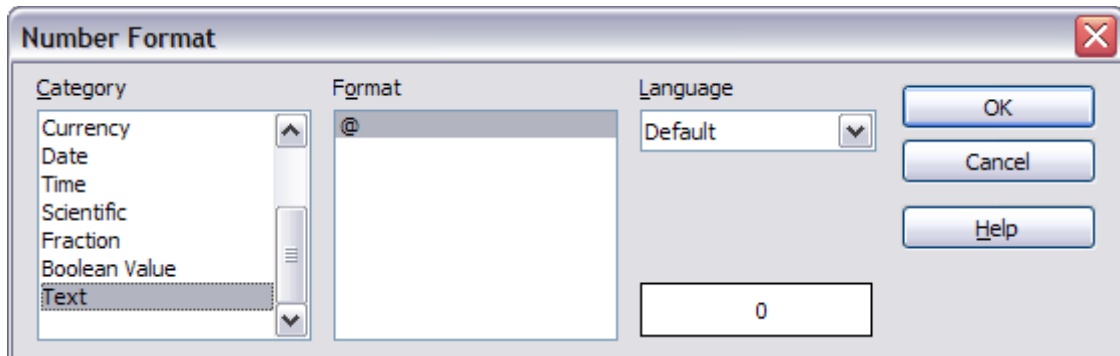 Number Format
Category
Currency
Date
Time
Scientific
Fraction
Boolean Value
Text
Format
@
Language
Default
0
OK
Cancel
Help